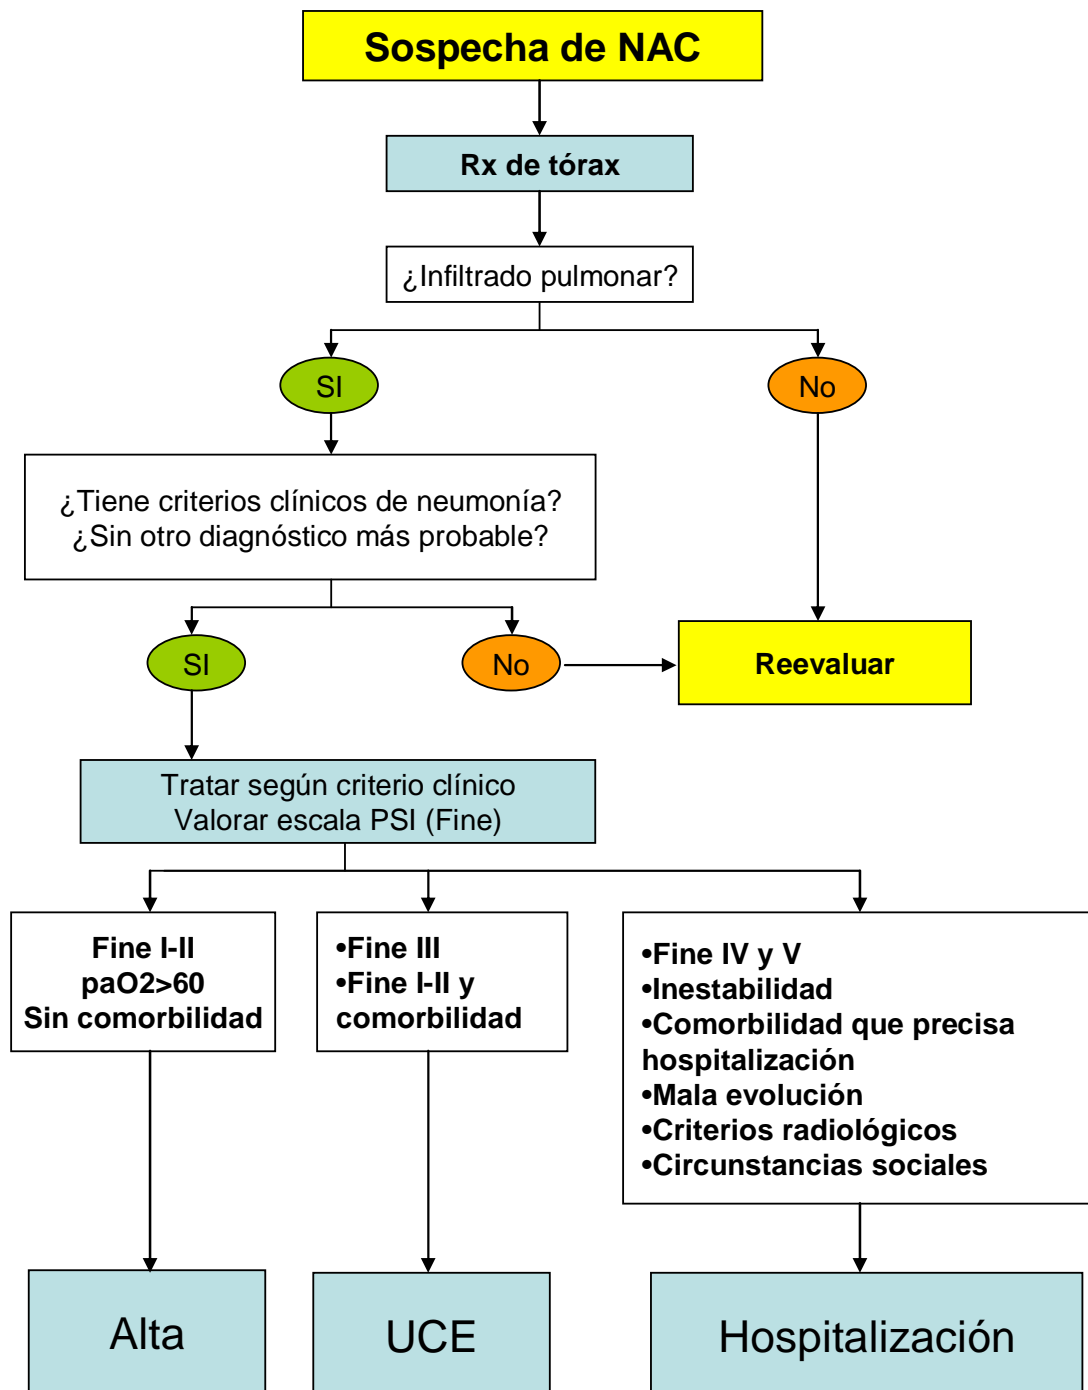 Sospecha de NAC
Rx de tórax
¿Infiltrado pulmonar?
SI
No
¿Tiene criterios clínicos de neumonía?
¿Sin otro diagnóstico más probable?
SI
No
Reevaluar
Tratar según criterio clínico
Valorar escala PSI (Fine)
Fine I-II
paO2>60
Sin comorbilidad
•Fine III
•Fine I-II y
comorbilidad
•Fine IV y V
•Inestabilidad
•Comorbilidad que precisa
hospitalización
•Mala evolución
•Criterios radiológicos
•Circunstancias sociales
Alta
UCE
Hospitalización